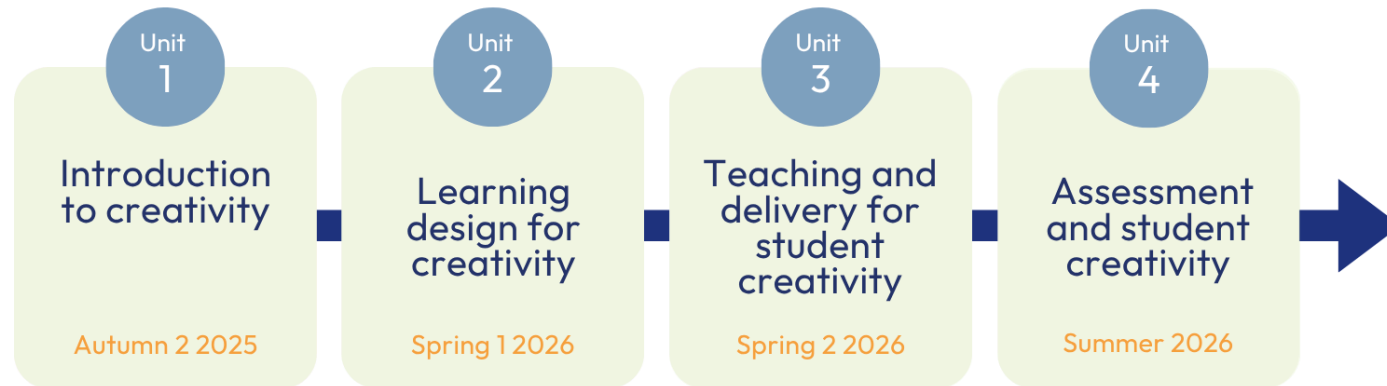 Unit
1
Introduction
to creativity
Autumn 2 2025
Unit
2
Learning
design for
creativity
Spring 1 2026
Unit
3
Teaching and
delivery for
student
creativity
Spring 2 2026
Unit
4
Assessment
and student
creativity
Summer 2026